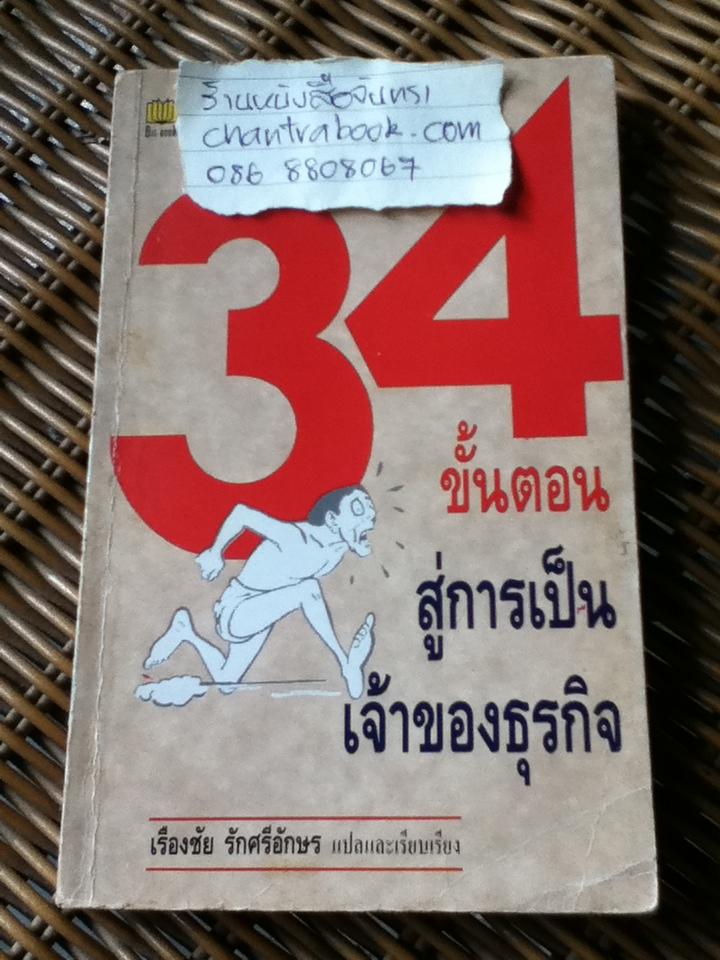 ร้านหนังสือจันทรา
chantrabook.com
086 8808067
BIG BOOK
34
ขั้นตอน
สู่การเป็น
เจ้าของธุรกิจ
เรืองชัย รักศรีอักษร แปลและเรียบเรียง